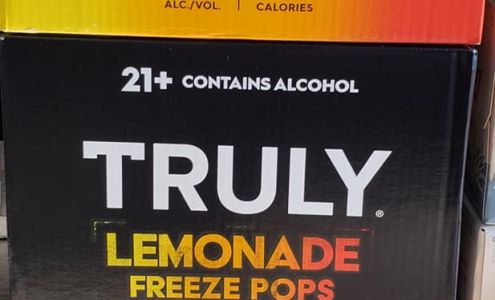 ALC./VOL. CALORIES
21+ CONTAINS ALCOHOL
TRULY®
LEMONADE
FREEZE POPS